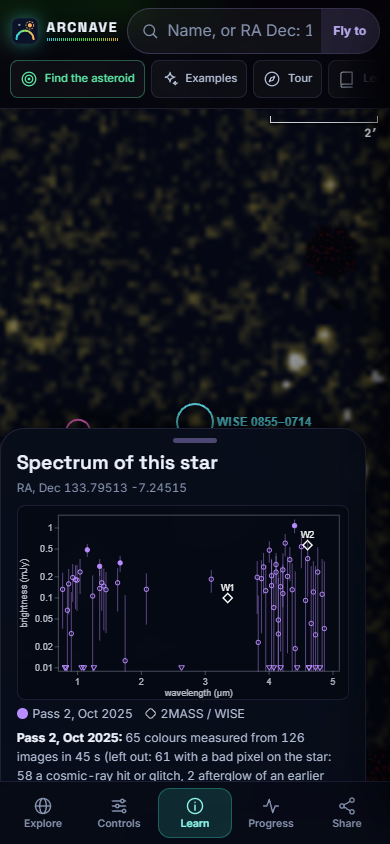 ARCNAVE
Name, or RA Dec: 1
Fly to
Find the asteroid
Examples
Tour
Le
2′
WISE 0855−0714
Spectrum of this star
RA, Dec 133.79513 -7.24515
brightness (mJy)
1
0.5
0.2
0.1
0.05
0.02
0.01
W1
W2
1 2 3 4 5
wavelength (μm)
Pass 2, Oct 2025
2MASS / WISE
Pass 2, Oct 2025: 65 colours measured from 126
images in 45 s (left out: 61 with a bad pixel on the star:
58 a cosmic-ray hit or glitch, 2 afterglow of an earlier
Explore
Controls
Learn
Progress
Share